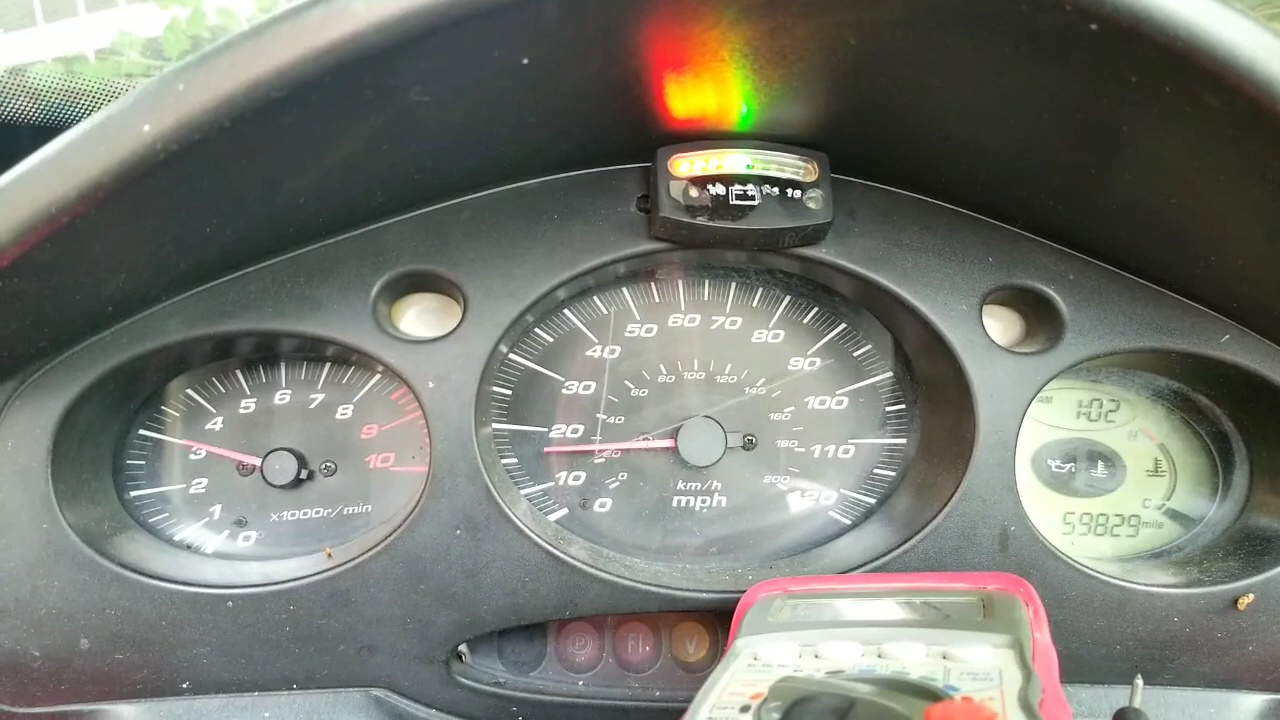 0 1 2 3 4 5 6 7 8 9 10
X1000r/min
0 10 20 30 40 50 60 70 80 90 100 110 120
0 20 40 60 80 100 120 145 160 180 200
km/h
mph
AM 1:02
H
C
59829 mile
P FI V